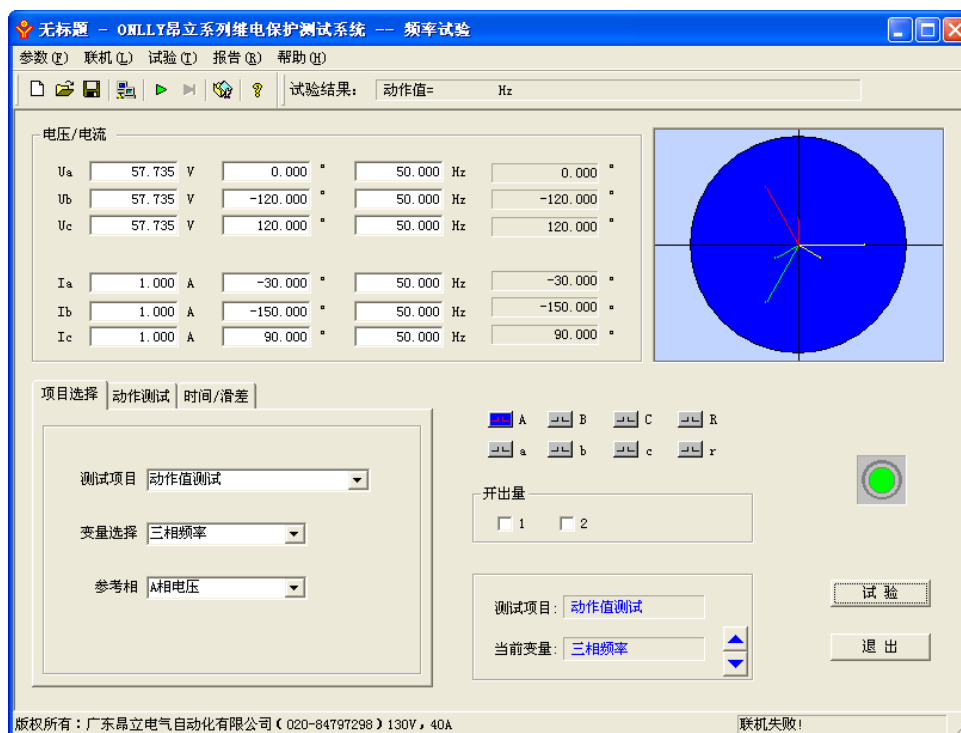 无标题 - ONLLY昂立系列继电保护测试系统 -- 频率试验
参数(F) 联机(L) 试验(T) 报告(R) 帮助(H)
试验结果: 动作值= Hz
电压/电流
Ua 57.735 V 0.000 ° 50.000 Hz 0.000 °
Ub 57.735 V -120.000 ° 50.000 Hz -120.000 °
Uc 57.735 V 120.000 ° 50.000 Hz 120.000 °
Ia 1.000 A -30.000 ° 50.000 Hz -30.000 °
Ib 1.000 A -150.000 ° 50.000 Hz -150.000 °
Ic 1.000 A 90.000 ° 50.000 Hz 90.000 °
项目选择 动作测试 时间/滑差
测试项目 动作值测试
变量选择 三相频率
参考相 A相电压
A B C R
a b c r
开出量
1 2
测试项目: 动作值测试
当前变量: 三相频率
试 验
退 出
版权所有:广东昂立电气自动化有限公司(020-84797298)130V,40A
联机失败!